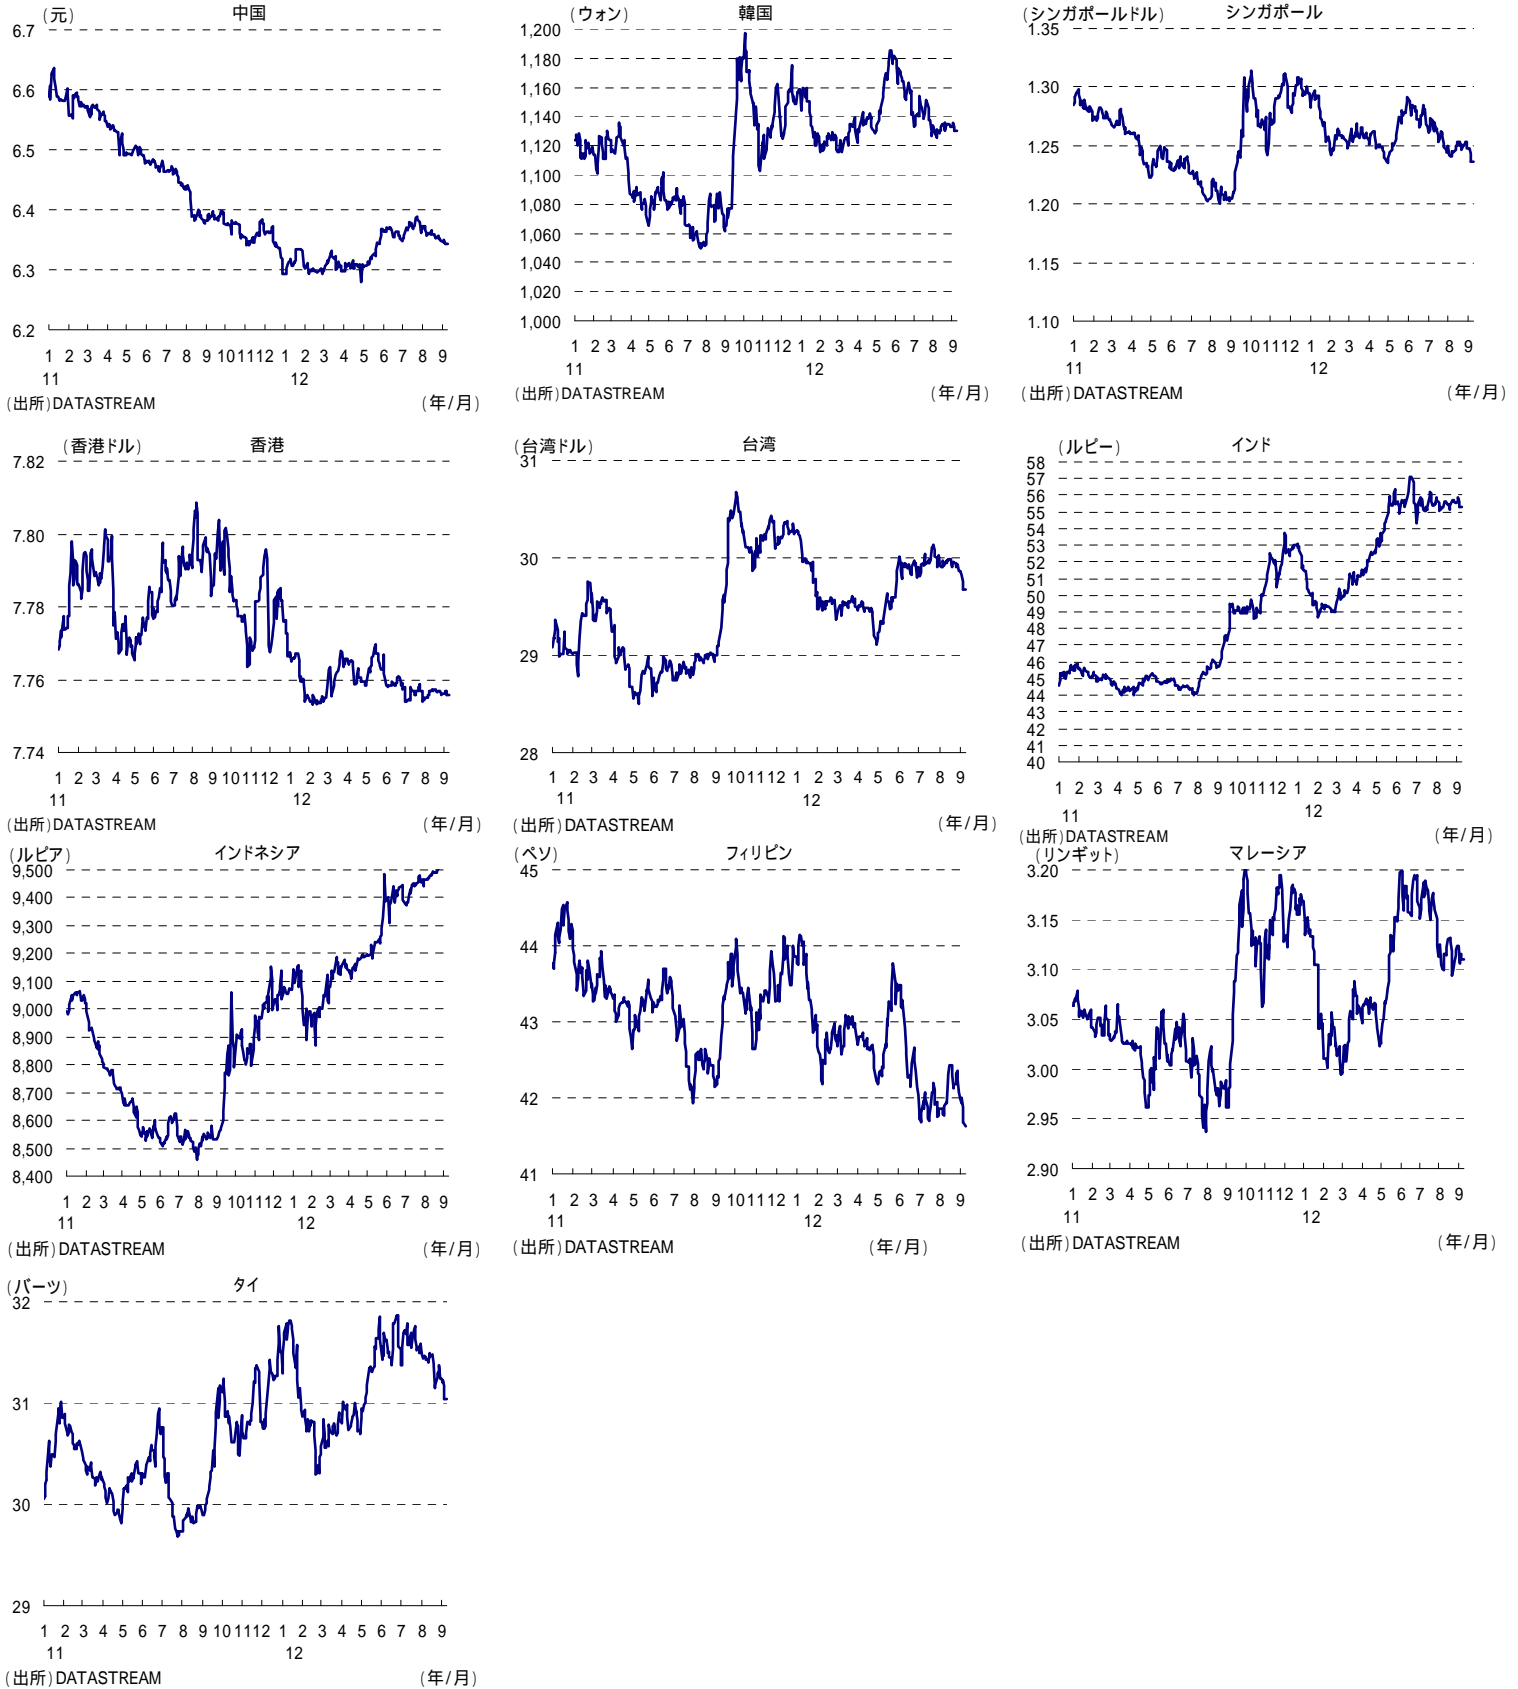 (元) 中国
6.7
6.6
6.5
6.4
6.3
6.2
1 2 3 4 5 6 7 8 9 10 11 12 1 2 3 4 5 6 7 8 9
11 12
(出所)DATASTREAM (年/月)
(ウォン) 韓国
1,200
1,180
1,160
1,140
1,120
1,100
1,080
1,060
1,040
1,020
1,000
1 2 3 4 5 6 7 8 9 10 11 12 1 2 3 4 5 6 7 8 9
11 12
(出所)DATASTREAM (年/月)
(シンガポールドル) シンガポール
1.35
1.30
1.25
1.20
1.15
1.10
1 2 3 4 5 6 7 8 9 10 11 12 1 2 3 4 5 6 7 8 9
11 12
(出所)DATASTREAM (年/月)
(香港ドル) 香港
7.82
7.80
7.78
7.76
7.74
1 2 3 4 5 6 7 8 9 10 11 12 1 2 3 4 5 6 7 8 9
11 12
(出所)DATASTREAM (年/月)
(台湾ドル) 台湾
31
30
29
28
1 2 3 4 5 6 7 8 9 10 11 12 1 2 3 4 5 6 7 8 9
11 12
(出所)DATASTREAM (年/月)
(ルピー) インド
58
57
56
55
54
53
52
51
50
49
48
47
46
45
44
43
42
41
40
1 2 3 4 5 6 7 8 9 10 11 12 1 2 3 4 5 6 7 8 9
11 12
(出所)DATASTREAM (年/月)
(ルピア) インドネシア
9,500
9,400
9,300
9,200
9,100
9,000
8,900
8,800
8,700
8,600
8,500
8,400
1 2 3 4 5 6 7 8 9 10 11 12 1 2 3 4 5 6 7 8 9
11 12
(出所)DATASTREAM (年/月)
(ペソ) フィリピン
45
44
43
42
41
1 2 3 4 5 6 7 8 9 10 11 12 1 2 3 4 5 6 7 8 9
11 12
(出所)DATASTREAM (年/月)
(リンギット) マレーシア
3.20
3.15
3.10
3.05
3.00
2.95
2.90
1 2 3 4 5 6 7 8 9 10 11 12 1 2 3 4 5 6 7 8 9
11 12
(出所)DATASTREAM (年/月)
(バーツ) タイ
32
31
30
29
1 2 3 4 5 6 7 8 9 10 11 12 1 2 3 4 5 6 7 8 9
11 12
(出所)DATASTREAM (年/月)